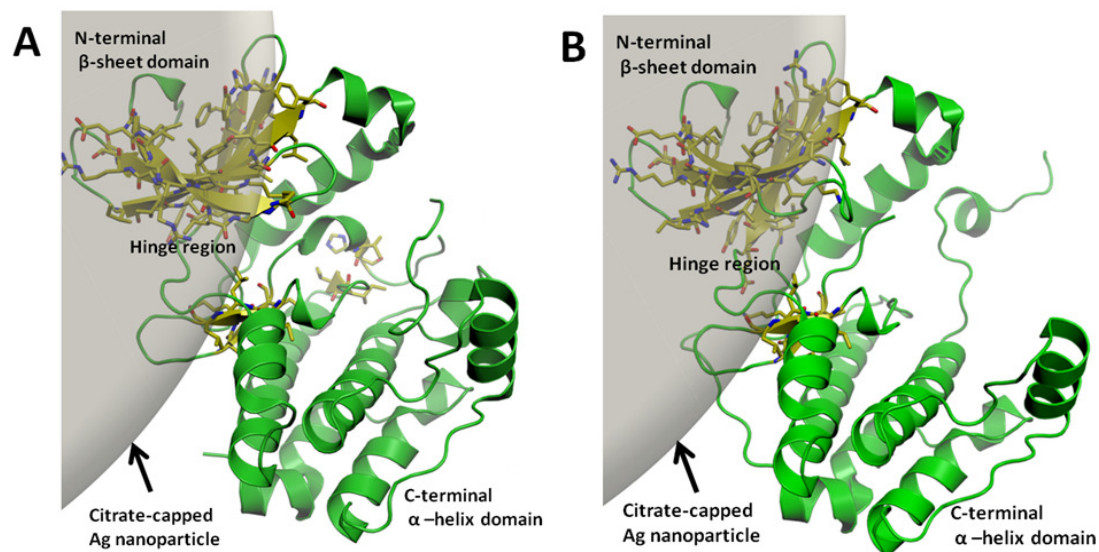 A
N-terminal
β-sheet domain
Hinge region
Citrate-capped
Ag nanoparticle
C-terminal
α –helix domain
B
N-terminal
β-sheet domain
Hinge region
Citrate-capped
Ag nanoparticle
C-terminal
α –helix domain